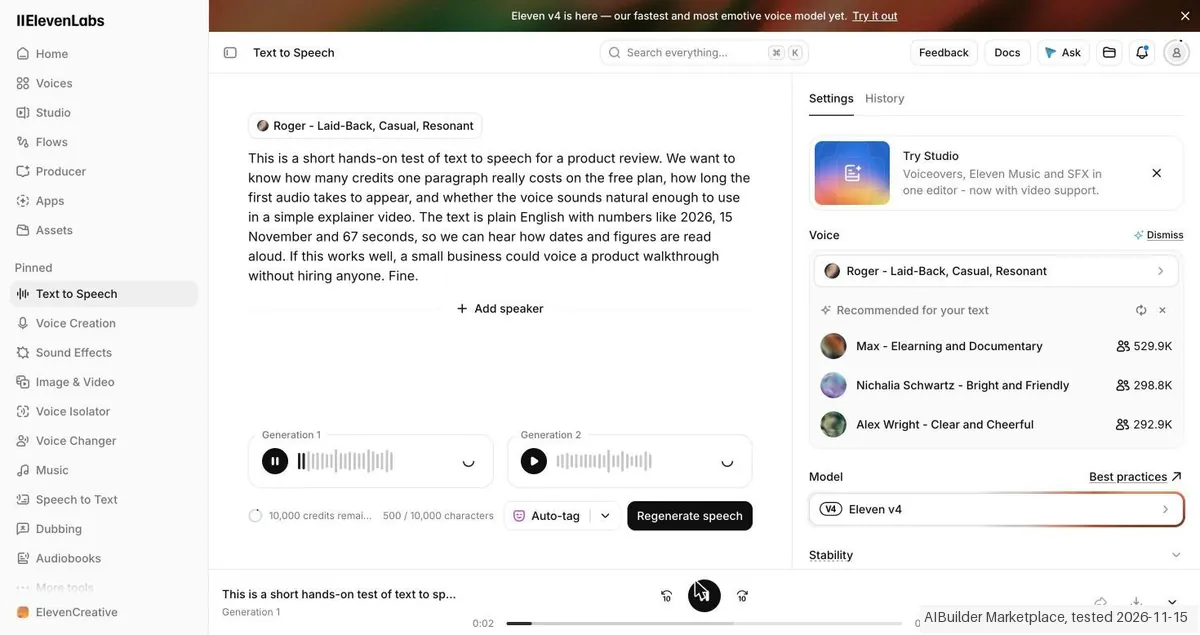 ElevenLabs
Eleven v4 is here — our fastest and most emotive voice model yet. Try it out
Home
Voices
Studio
Flows
Producer
Apps
Assets
Pinned
Text to Speech
Voice Creation
Sound Effects
Image & Video
Voice Isolator
Voice Changer
Music
Speech to Text
Dubbing
Audiobooks
More tools
ElevenCreative
Text to Speech
Search everything...
⌘ K
Feedback
Docs
Ask
Roger - Laid-Back, Casual, Resonant
This is a short hands-on test of text to speech for a product review. We want to
know how many credits one paragraph really costs on the free plan, how long the
first audio takes to appear, and whether the voice sounds natural enough to use
in a simple explainer video. The text is plain English with numbers like 2026, 15
November and 67 seconds, so we can hear how dates and figures are read
aloud. If this works well, a small business could voice a product walkthrough
without hiring anyone. Fine.
+ Add speaker
Generation 1
Generation 2
10,000 credits remai...
500 / 10,000 characters
Auto-tag
Regenerate speech
Settings
History
Try Studio
Voiceovers, Eleven Music and SFX in
one editor - now with video support.
Voice
Dismiss
Roger - Laid-Back, Casual, Resonant
Recommended for your text
Max - Elearning and Documentary
529.9K
Nichalia Schwartz - Bright and Friendly
298.8K
Alex Wright - Clear and Cheerful
292.9K
Model
Best practices
V4 Eleven v4
Stability
This is a short hands-on test of text to sp...
Generation 1
10
10
0:02
AIBuilder Marketplace, tested 2026-11-15